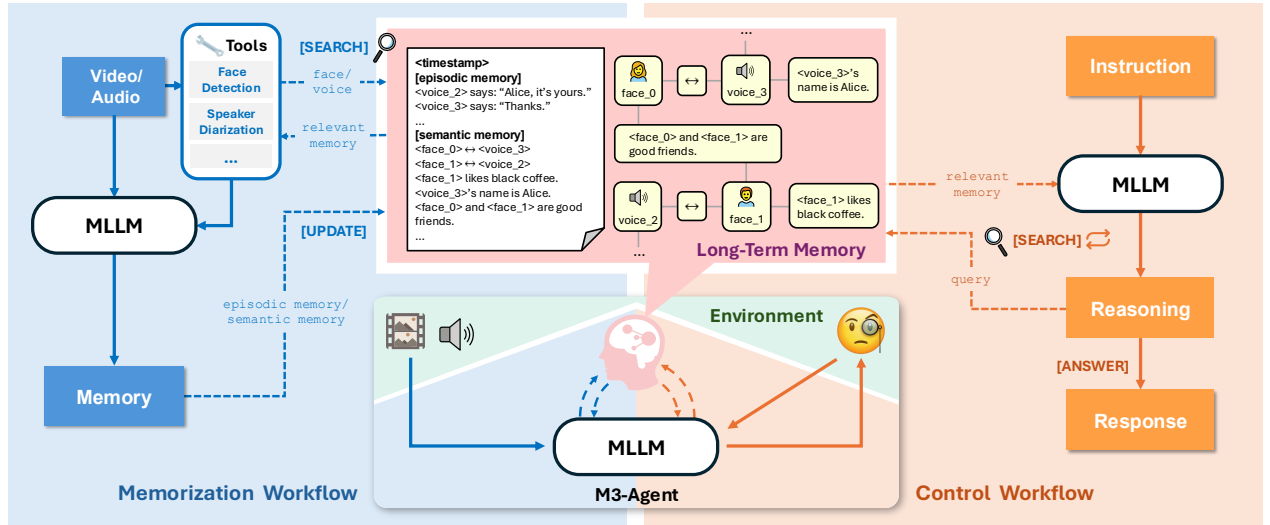 Video/
Audio
Tools
Face
Detection
Speaker
Diarization
...
[SEARCH]
face/
voice
relevant
memory
MLLM
[UPDATE]
episodic memory/
semantic memory
Memory
Memorization Workflow
<timestamp>
[episodic memory]
<voice_2> says: “Alice, it’s yours.”
<voice_3> says: “Thanks.”
...
[semantic memory]
<face_0> ↔ <voice_3>
<face_1> ↔ <voice_2>
<face_1> likes black coffee.
<voice_3>’s name is Alice.
<face_0> and <face_1> are good
friends.
...
...
face_0
↔
voice_3
<voice_3>’s
name is Alice.
<face_0> and <face_1> are
good friends.
voice_2
↔
face_1
<face_1> likes
black coffee.
...
Long-Term Memory
Environment
MLLM
M3-Agent
Instruction
relevant
memory
MLLM
[SEARCH]
query
Reasoning
[ANSWER]
Response
Control Workflow